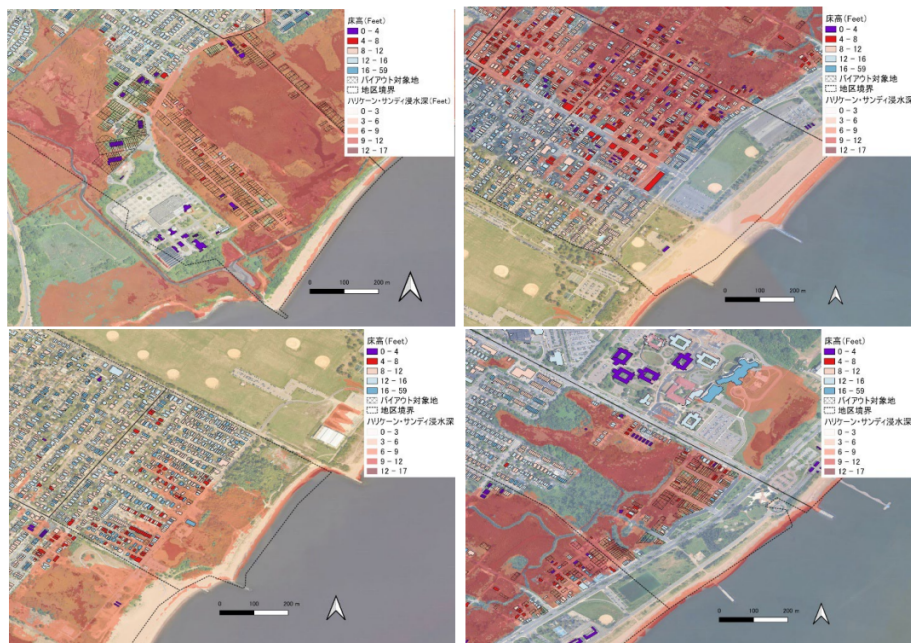 床高(Feet)
0 − 4
4 − 8
8 − 12
12 − 16
16 − 59
バイアウト対象地
地区境界
ハリケーン・サンディ浸水深(Feet)
0 − 3
3 − 6
6 − 9
9 − 12
12 − 17
0 100 200 m
床高(Feet)
0 − 4
4 − 8
8 − 12
12 − 16
16 − 59
バイアウト対象地
地区境界
ハリケーン・サンディ浸水深(Feet)
0 − 3
3 − 6
6 − 9
9 − 12
12 − 17
0 100 200 m
床高(Feet)
0 − 4
4 − 8
8 − 12
12 − 16
16 − 59
バイアウト対象地
地区境界
ハリケーン・サンディ浸水深(Feet)
0 − 3
3 − 6
6 − 9
9 − 12
12 − 17
0 100 200 m
床高(Feet)
0 − 4
4 − 8
8 − 12
12 − 16
16 − 59
バイアウト対象地
地区境界
ハリケーン・サンディ浸水深(Feet)
0 − 3
3 − 6
6 − 9
9 − 12
12 − 17
0 100 200 m